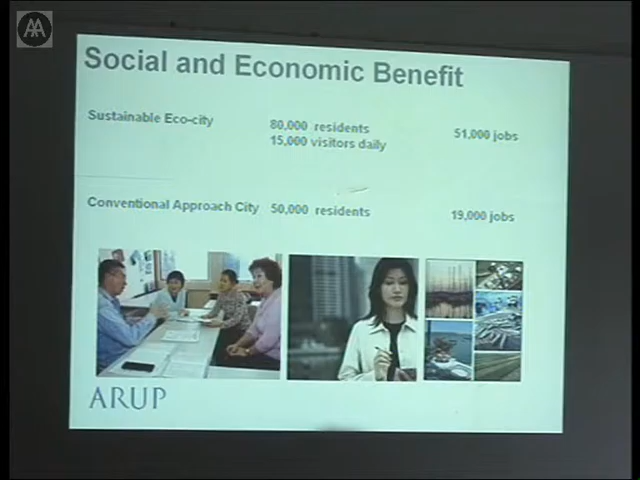 AA
Social and Economic Benefit
Sustainable Eco-city 80,000 residents 51,000 jobs
15,000 visitors daily
Conventional Approach City 50,000 residents 19,000 jobs
ARUP